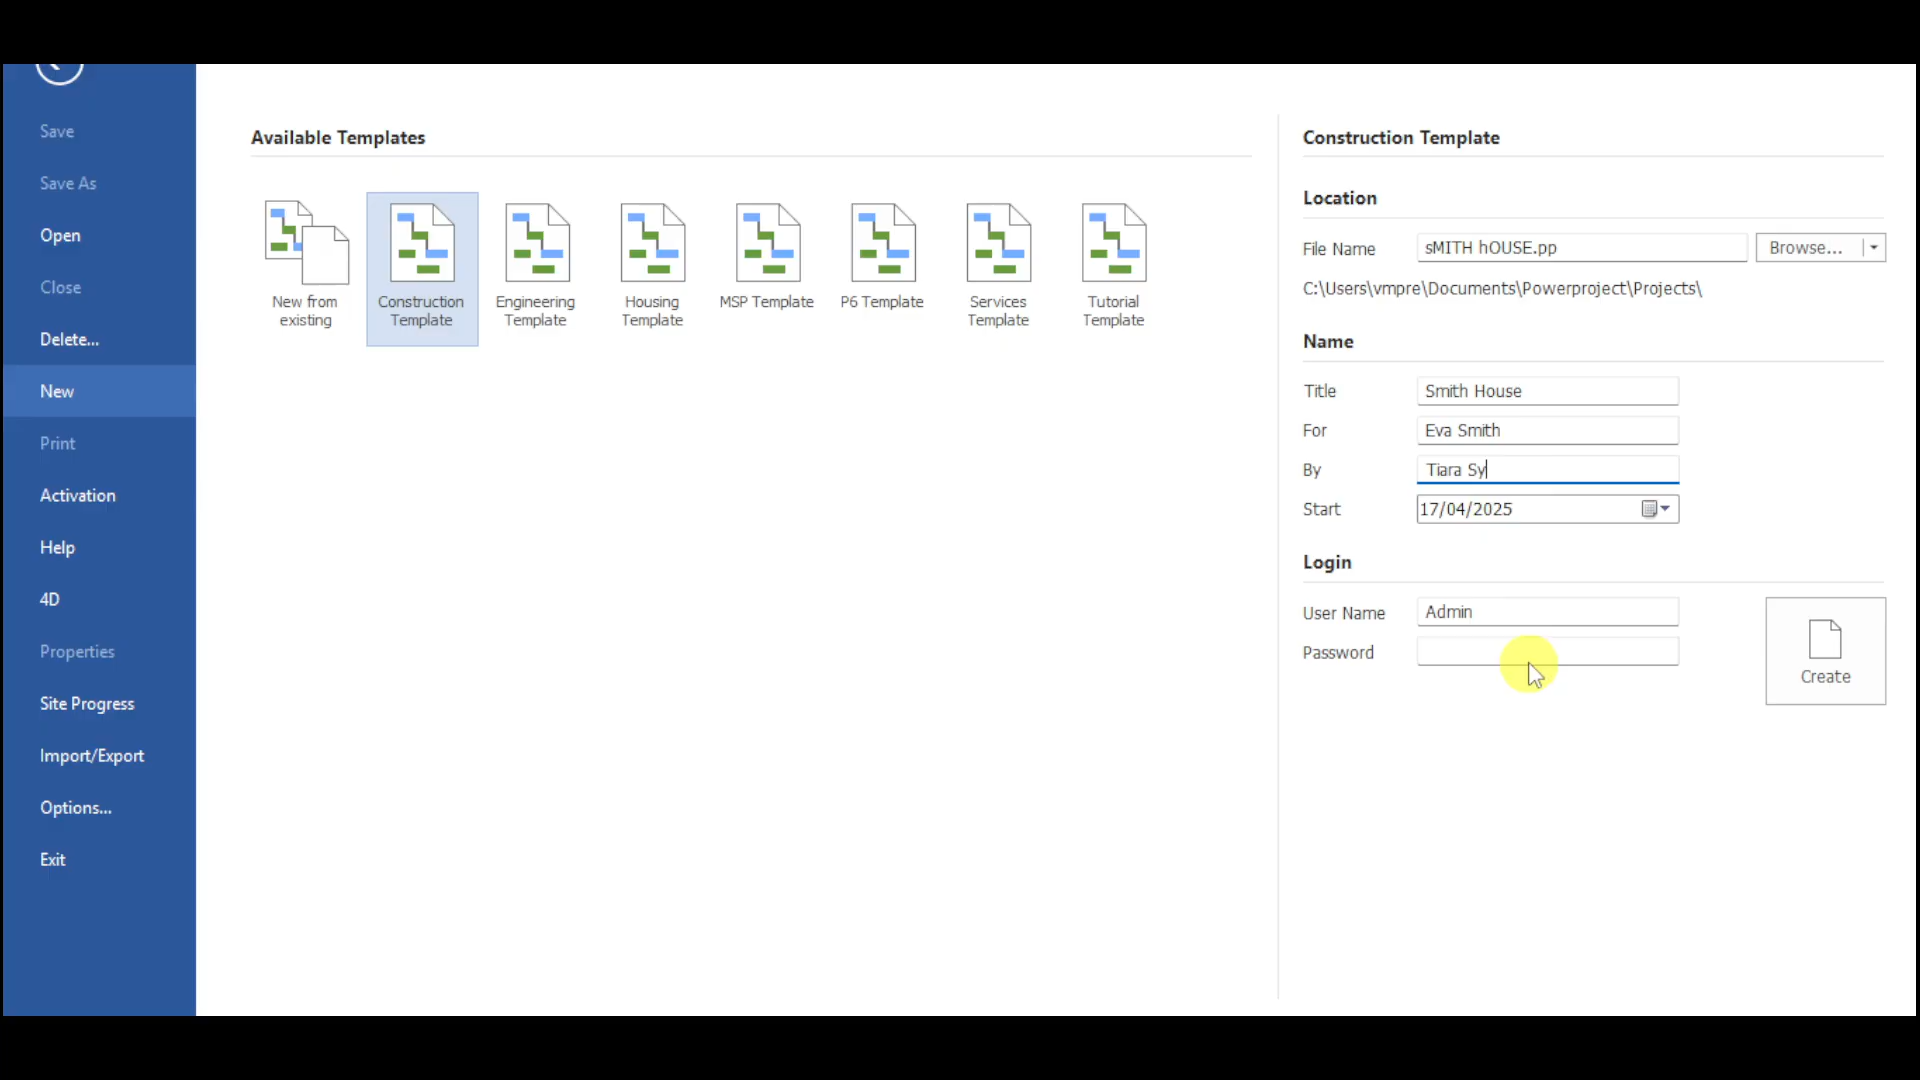 Save
Save As
Open
Close
Delete...
New
Print
Activation
Help
4D
Properties
Site Progress
Import/Export
Options...
Exit
Available Templates
New from
existing
Construction
Template
Engineering
Template
Housing
Template
MSP Template
P6 Template
Services
Template
Tutorial
Template
Construction Template
Location
File Name sMITH hOUSE.pp Browse...
C:\Users\vmpre\Documents\Powerproject\Projects\
Name
Title Smith House
For Eva Smith
By Tiara Sy
Start 17/04/2025
Login
User Name Admin
Password
Create